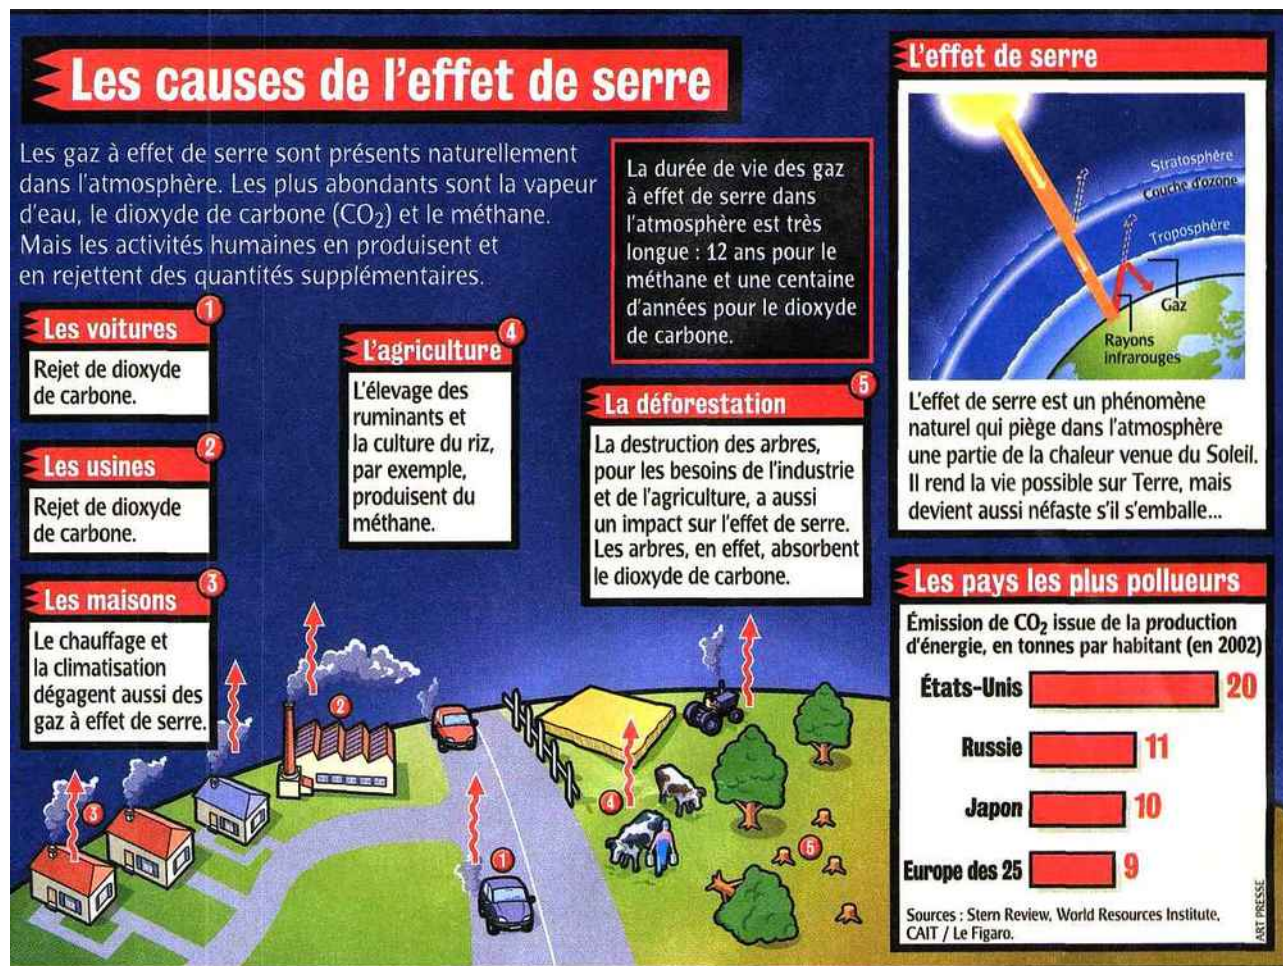 Les causes de l'effet de serre
Les gaz à effet de serre sont présents naturellement
dans l'atmosphère. Les plus abondants sont la vapeur
d'eau, le dioxyde de carbone (CO₂) et le méthane.
Mais les activités humaines en produisent et
en rejettent des quantités supplémentaires.
La durée de vie des gaz
à effet de serre dans
l'atmosphère est très
longue : 12 ans pour le
méthane et une centaine
d'années pour le dioxyde
de carbone.
1
Les voitures
Rejet de dioxyde
de carbone.
2
Les usines
Rejet de dioxyde
de carbone.
3
Les maisons
Le chauffage et
la climatisation
dégagent aussi des
gaz à effet de serre.
4
L'agriculture
L'élevage des
ruminants et
la culture du riz,
par exemple,
produisent du
méthane.
5
La déforestation
La destruction des arbres,
pour les besoins de l'industrie
et de l'agriculture, a aussi
un impact sur l'effet de serre.
Les arbres, en effet, absorbent
le dioxyde de carbone.
2
3
4
5
1
L'effet de serre
Stratosphère
Couche d'ozone
Troposphère
Gaz
Rayons
infrarouges
L'effet de serre est un phénomène
naturel qui piège dans l'atmosphère
une partie de la chaleur venue du Soleil.
Il rend la vie possible sur Terre, mais
devient aussi néfaste s'il s'emballe...
Les pays les plus pollueurs
Émission de CO₂ issue de la production
d'énergie, en tonnes par habitant (en 2002)
États-Unis 20
Russie 11
Japon 10
Europe des 25 9
Sources : Stern Review, World Resources Institute,
CAIT / Le Figaro.
ART PRESSE